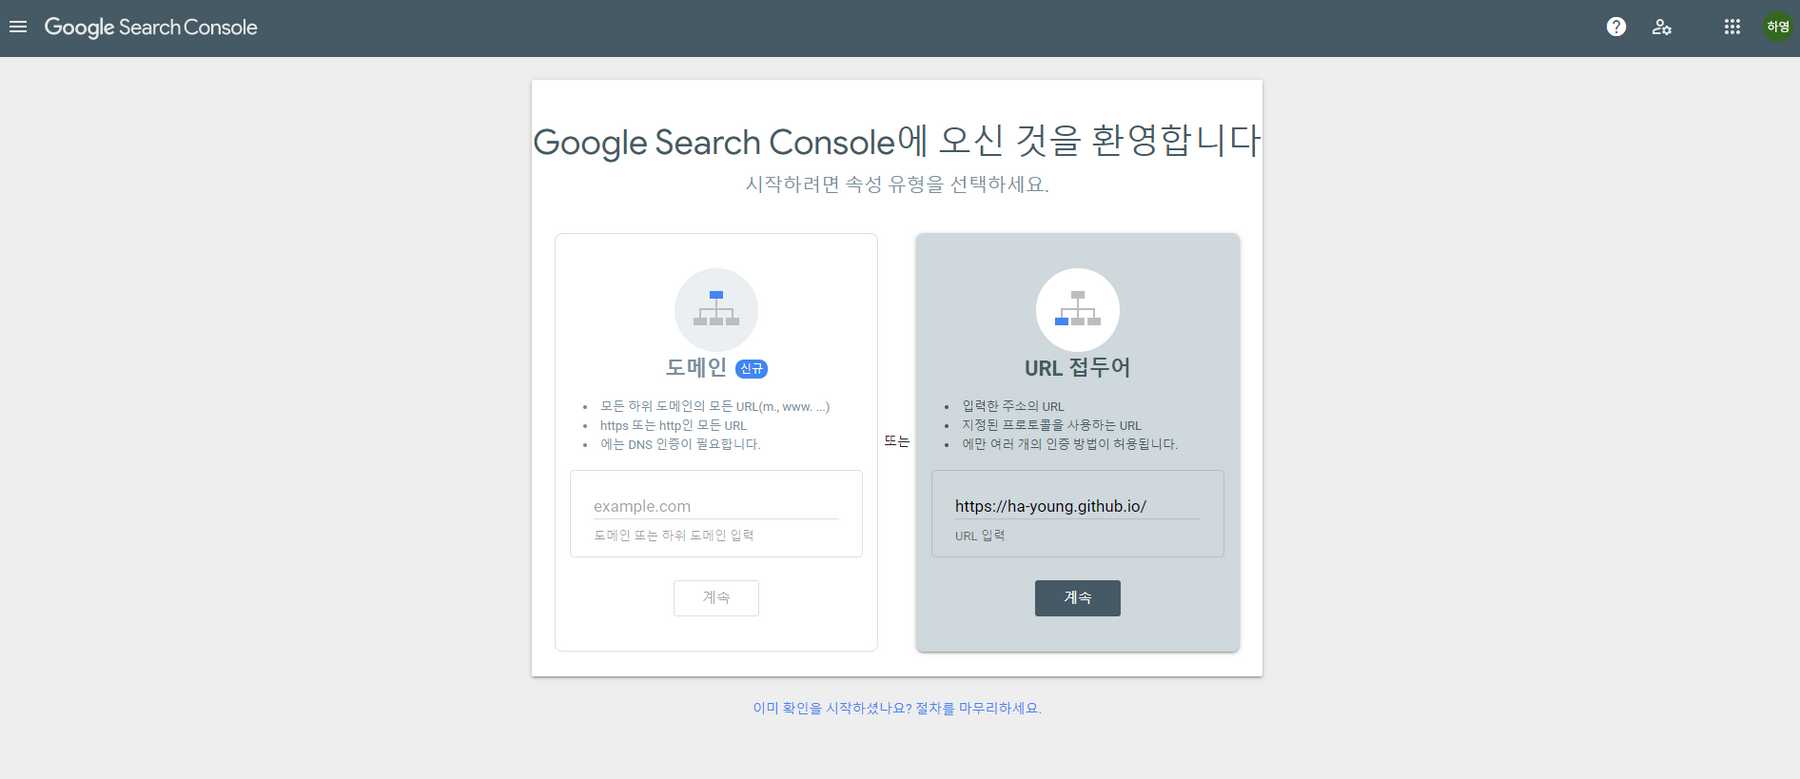 Google Search Console
?
하영
Google Search Console에 오신 것을 환영합니다
시작하려면 속성 유형을 선택하세요.
도메인 신규
• 모든 하위 도메인의 모든 URL(m., www. ...)
• https 또는 http인 모든 URL
• 에는 DNS 인증이 필요합니다.
example.com
도메인 또는 하위 도메인 입력
계속
또는
URL 접두어
• 입력한 주소의 URL
• 지정된 프로토콜을 사용하는 URL
• 에만 여러 개의 인증 방법이 허용됩니다.
https://ha-young.github.io/
URL 입력
계속
이미 확인을 시작하셨나요? 절차를 마무리하세요.